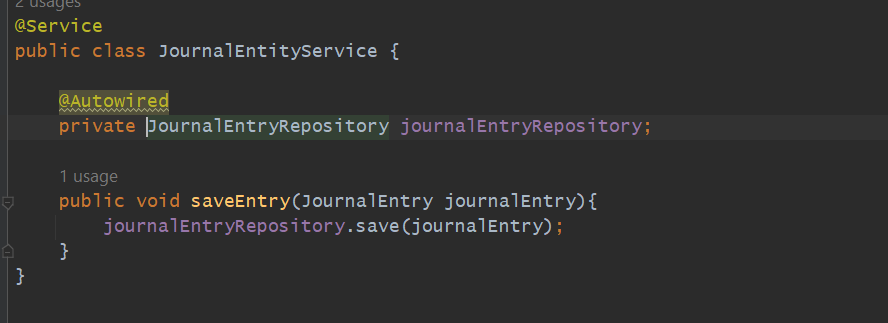 2 usages
@Service
public class JournalEntityService {
@Autowired
private JournalEntryRepository journalEntryRepository;
1 usage
public void saveEntry(JournalEntry journalEntry){
journalEntryRepository.save(journalEntry);
}
}